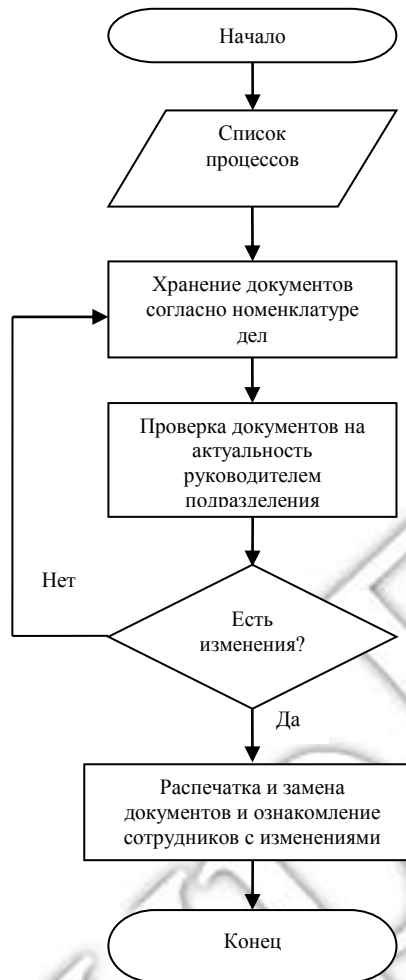 Начало
Список
процессов
Хранение документов
согласно номенклатуре
дел
Проверка документов на
актуальность
руководителем
подразделения
Нет
Есть
изменения?
Да
Распечатка и замена
документов и ознакомление
сотрудников с изменениями
Конец